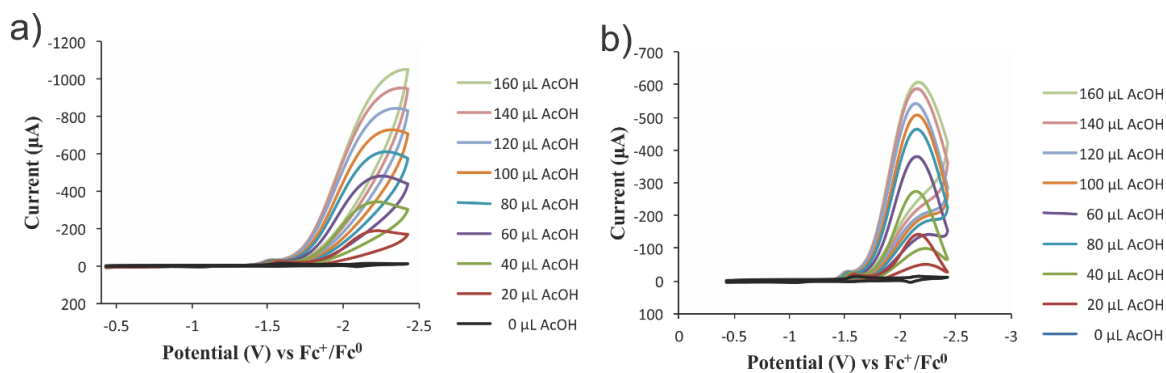 a)
-1200
-1000
-800
-600
-400
-200
0
200
Current (µA)
-0.5
-1
-1.5
-2
-2.5
Potential (V) vs Fc⁺/Fc⁰
160 µL AcOH
140 µL AcOH
120 µL AcOH
100 µL AcOH
80 µL AcOH
60 µL AcOH
40 µL AcOH
20 µL AcOH
0 µL AcOH
b)
-700
-600
-500
-400
-300
-200
-100
0
100
Current (µA)
0
-0.5
-1
-1.5
-2
-2.5
-3
Potential (V) vs Fc⁺/Fc⁰
160 µL AcOH
140 µL AcOH
120 µL AcOH
100 µL AcOH
60 µL AcOH
80 µL AcOH
40 µL AcOH
20 µL AcOH
0 µL AcOH